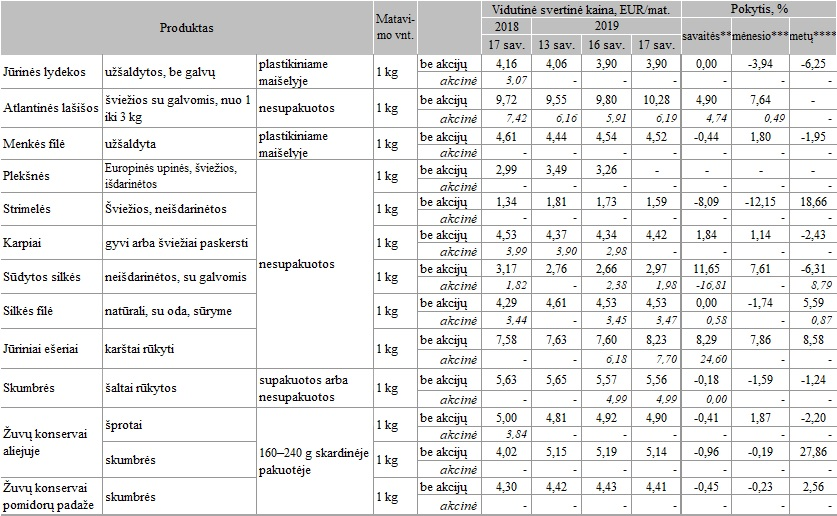 Produktas Matavi- mo vnt. Vidutinė svertinė kaina, EUR/mat. Pokytis, %
2018 2019 savaitės** mėnesio*** metų****
17 sav. 13 sav. 16 sav. 17 sav.
Jūrinės lydekos užšaldytos, be galvų plastikiniame maišelyje 1 kg be akcijų 4,16 4,06 3,90 3,90 0,00 -3,94 -6,25
akcinė 3,07 - - - - - -
Atlantinės lašišos šviežios su galvomis, nuo 1 iki 3 kg nesupakuotos 1 kg be akcijų 9,72 9,55 9,80 10,28 4,90 7,64 -
akcinė 7,42 6,16 5,91 6,19 4,74 0,49 -
Menkės filė užšaldyta plastikiniame maišelyje 1 kg be akcijų 4,61 4,44 4,54 4,52 -0,44 1,80 -1,95
akcinė - - - - - - -
Plekšnės Europinės upinės, šviežios, išdarinėtos nesupakuotos 1 kg be akcijų 2,99 3,49 3,26 - - - -
akcinė - - - - - - -
Strimelės Šviežios, neišdarinėtos 1 kg be akcijų 1,34 1,81 1,73 1,59 -8,09 -12,15 18,66
akcinė - - - - - - -
Karpiai gyvi arba šviežiai paskersti 1 kg be akcijų 4,53 4,37 4,34 4,42 1,84 1,14 -2,43
akcinė 3,99 3,90 2,98 - - - -
Sūdytos silkės neišdarinėtos, su galvomis 1 kg be akcijų 3,17 2,76 2,66 2,97 11,65 7,61 -6,31
akcinė 1,82 - 2,38 1,98 -16,81 - 8,79
Silkės filė natūrali, su oda, sūryme 1 kg be akcijų 4,29 4,61 4,53 4,53 0,00 -1,74 5,59
akcinė 3,44 - 3,45 3,47 0,58 - 0,87
Jūriniai ešeriai karštai rūkyti 1 kg be akcijų 7,58 7,63 7,60 8,23 8,29 7,86 8,58
akcinė - - 6,18 7,70 24,60 - -
Skumbrės šaltai rūkytos supakuotos arba nesupakuotos 1 kg be akcijų 5,63 5,65 5,57 5,56 -0,18 -1,59 -1,24
akcinė - - 4,99 4,99 0,00 - -
Žuvų konservai aliejuje šprotai 160–240 g skardinėje pakuotėje 1 kg be akcijų 5,00 4,81 4,92 4,90 -0,41 1,87 -2,20
akcinė 3,84 - - - - - -
skumbrės 1 kg be akcijų 4,02 5,15 5,19 5,14 -0,96 -0,19 27,86
akcinė - - - - - - -
Žuvų konservai pomidorų padaže skumbrės 1 kg be akcijų 4,30 4,42 4,43 4,41 -0,45 -0,23 2,56
akcinė - - - - - - -